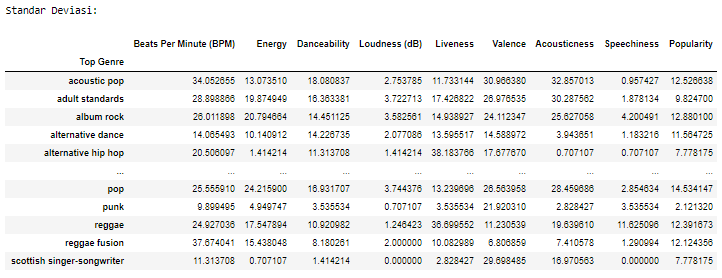 Standar Deviasi:
Beats Per Minute (BPM) Energy Danceability Loudness (dB) Liveness Valence Acousticness Speechiness Popularity
Top Genre
acoustic pop 34.052655 13.073510 18.080837 2.753785 11.733144 30.966380 32.857013 0.957427 12.526638
adult standards 28.898866 19.874949 16.363381 3.722713 17.426822 26.976535 30.287562 1.878134 9.824700
album rock 26.011898 20.794664 14.451125 3.582561 14.938927 24.112347 25.627058 4.200491 12.880100
alternative dance 14.065493 10.140912 14.226735 2.077086 13.595517 14.588972 3.943651 1.183216 11.564725
alternative hip hop 20.506097 1.414214 11.313708 1.414214 38.183766 17.677670 0.707107 0.707107 7.778175
... ... ... ... ... ... ... ... ... ...
pop 25.555910 24.215900 16.931707 3.744376 13.239696 26.563958 28.459686 2.854634 14.534147
punk 9.899495 4.949747 3.535534 0.707107 3.535534 21.920310 2.828427 3.535534 2.121320
reggae 24.927036 17.547894 10.920982 1.246423 36.699552 11.230539 19.639610 11.625096 12.391673
reggae fusion 37.674041 15.438048 8.180261 2.000000 10.082989 6.806859 7.410578 1.290994 12.124356
scottish singer-songwriter 11.313708 0.707107 1.414214 0.000000 2.828427 29.698485 16.970563 0.000000 7.778175